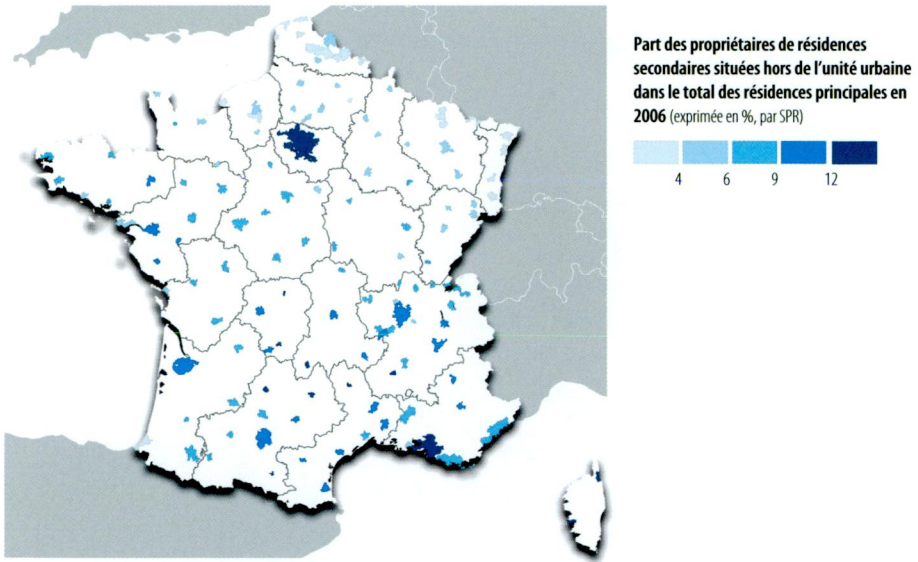 Part des propriétaires de résidences
secondaires situées hors de l'unité urbaine
dans le total des résidences principales en
2006 (exprimée en %, par SPR)
4 6 9 12